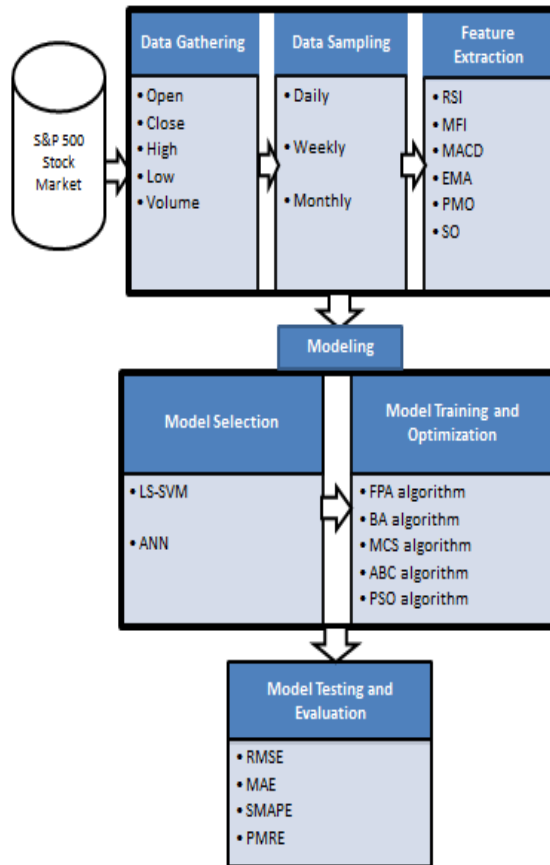 S&P 500
Stock
Market
Data Gathering
• Open
• Close
• High
• Low
• Volume
Data Sampling
• Daily
• Weekly
• Monthly
Feature
Extraction
• RSI
• MFI
• MACD
• EMA
• PMO
• SO
Modeling
Model Selection
• LS-SVM
• ANN
Model Training and
Optimization
• FPA algorithm
• BA algorithm
• MCS algorithm
• ABC algorithm
• PSO algorithm
Model Testing and
Evaluation
• RMSE
• MAE
• SMAPE
• PMRE